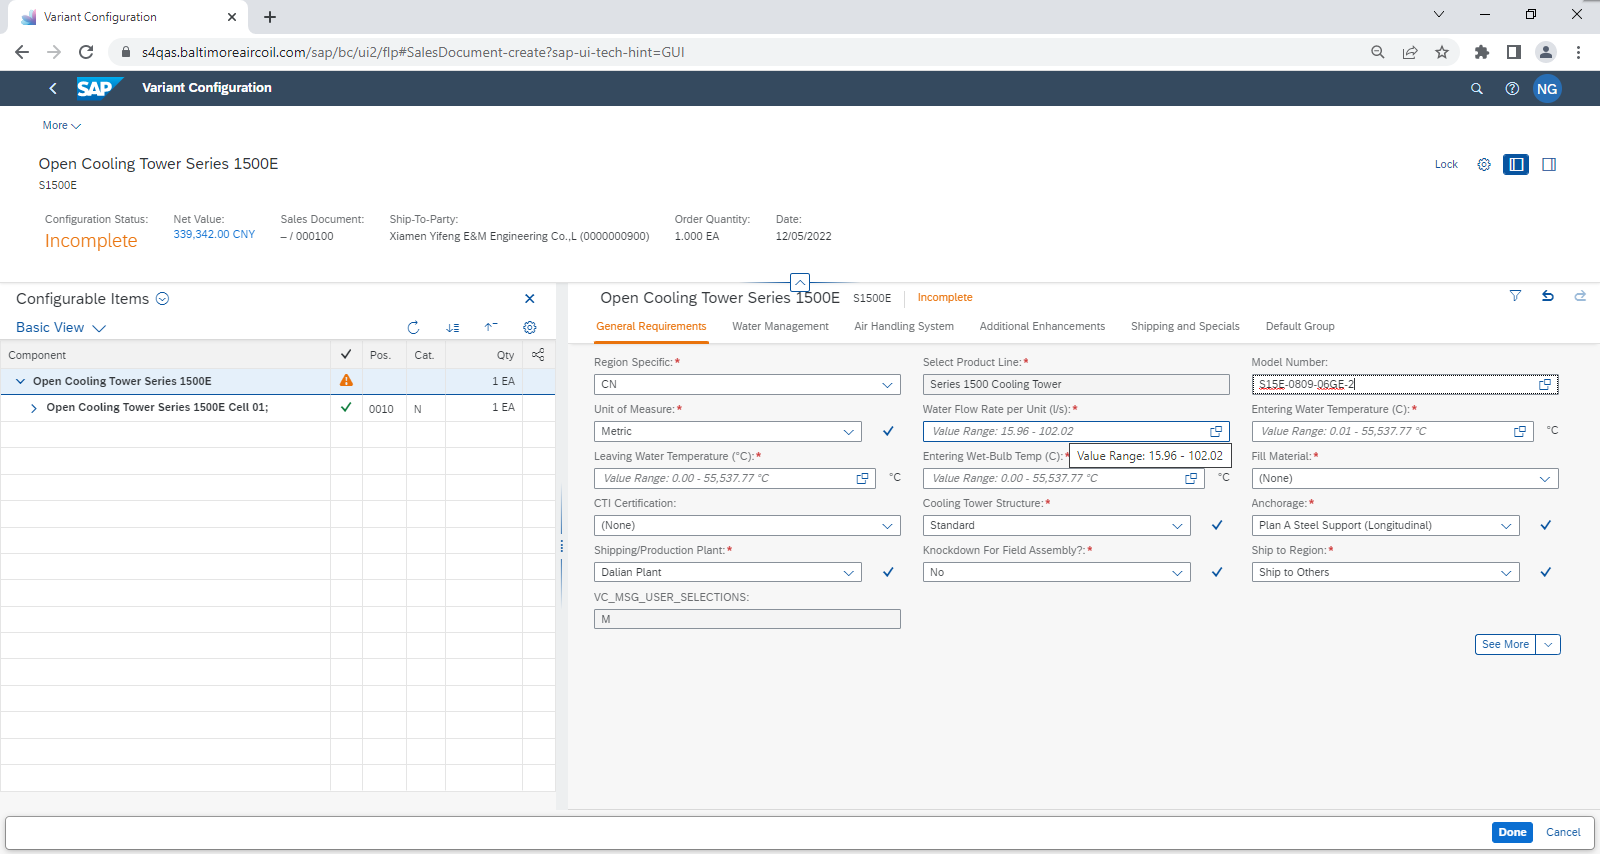 Variant Configuration
s4qas.baltimoreaircoil.com/sap/bc/ui2/flp#SalesDocument-create?sap-ui-tech-hint=GUI
SAP
Variant Configuration
NG
More
Open Cooling Tower Series 1500E
S1500E
Lock
Configuration Status:
Incomplete
Net Value:
339,342.00 CNY
Sales Document:
– / 000100
Ship-To-Party:
Xiamen Yifeng E&M Engineering Co.,L (0000000900)
Order Quantity:
1.000 EA
Date:
12/05/2022
Configurable Items
Basic View
Component Pos. Cat. Qty
Open Cooling Tower Series 1500E 1 EA
Open Cooling Tower Series 1500E Cell 01; 0010 N 1 EA
Open Cooling Tower Series 1500E S1500E Incomplete
General Requirements Water Management Air Handling System Additional Enhancements Shipping and Specials Default Group
Region Specific:*
CN
Select Product Line:*
Series 1500 Cooling Tower
Model Number:
S15E-0809-06GE-2
Unit of Measure:*
Metric
Water Flow Rate per Unit (l/s):*
Value Range: 15.96 - 102.02
Entering Water Temperature (C):*
Value Range: 0.01 - 55,537.77 °C
°C
Leaving Water Temperature (°C):*
Value Range: 0.00 - 55,537.77 °C
°C
Entering Wet-Bulb Temp (C):*
Value Range: 15.96 - 102.02
Value Range: 0.00 - 55,537.77 °C
°C
Fill Material:*
(None)
CTI Certification:
(None)
Cooling Tower Structure:*
Standard
Anchorage:*
Plan A Steel Support (Longitudinal)
Shipping/Production Plant:*
Dalian Plant
Knockdown For Field Assembly?:*
No
Ship to Region:*
Ship to Others
VC_MSG_USER_SELECTIONS:
M
See More
Done
Cancel